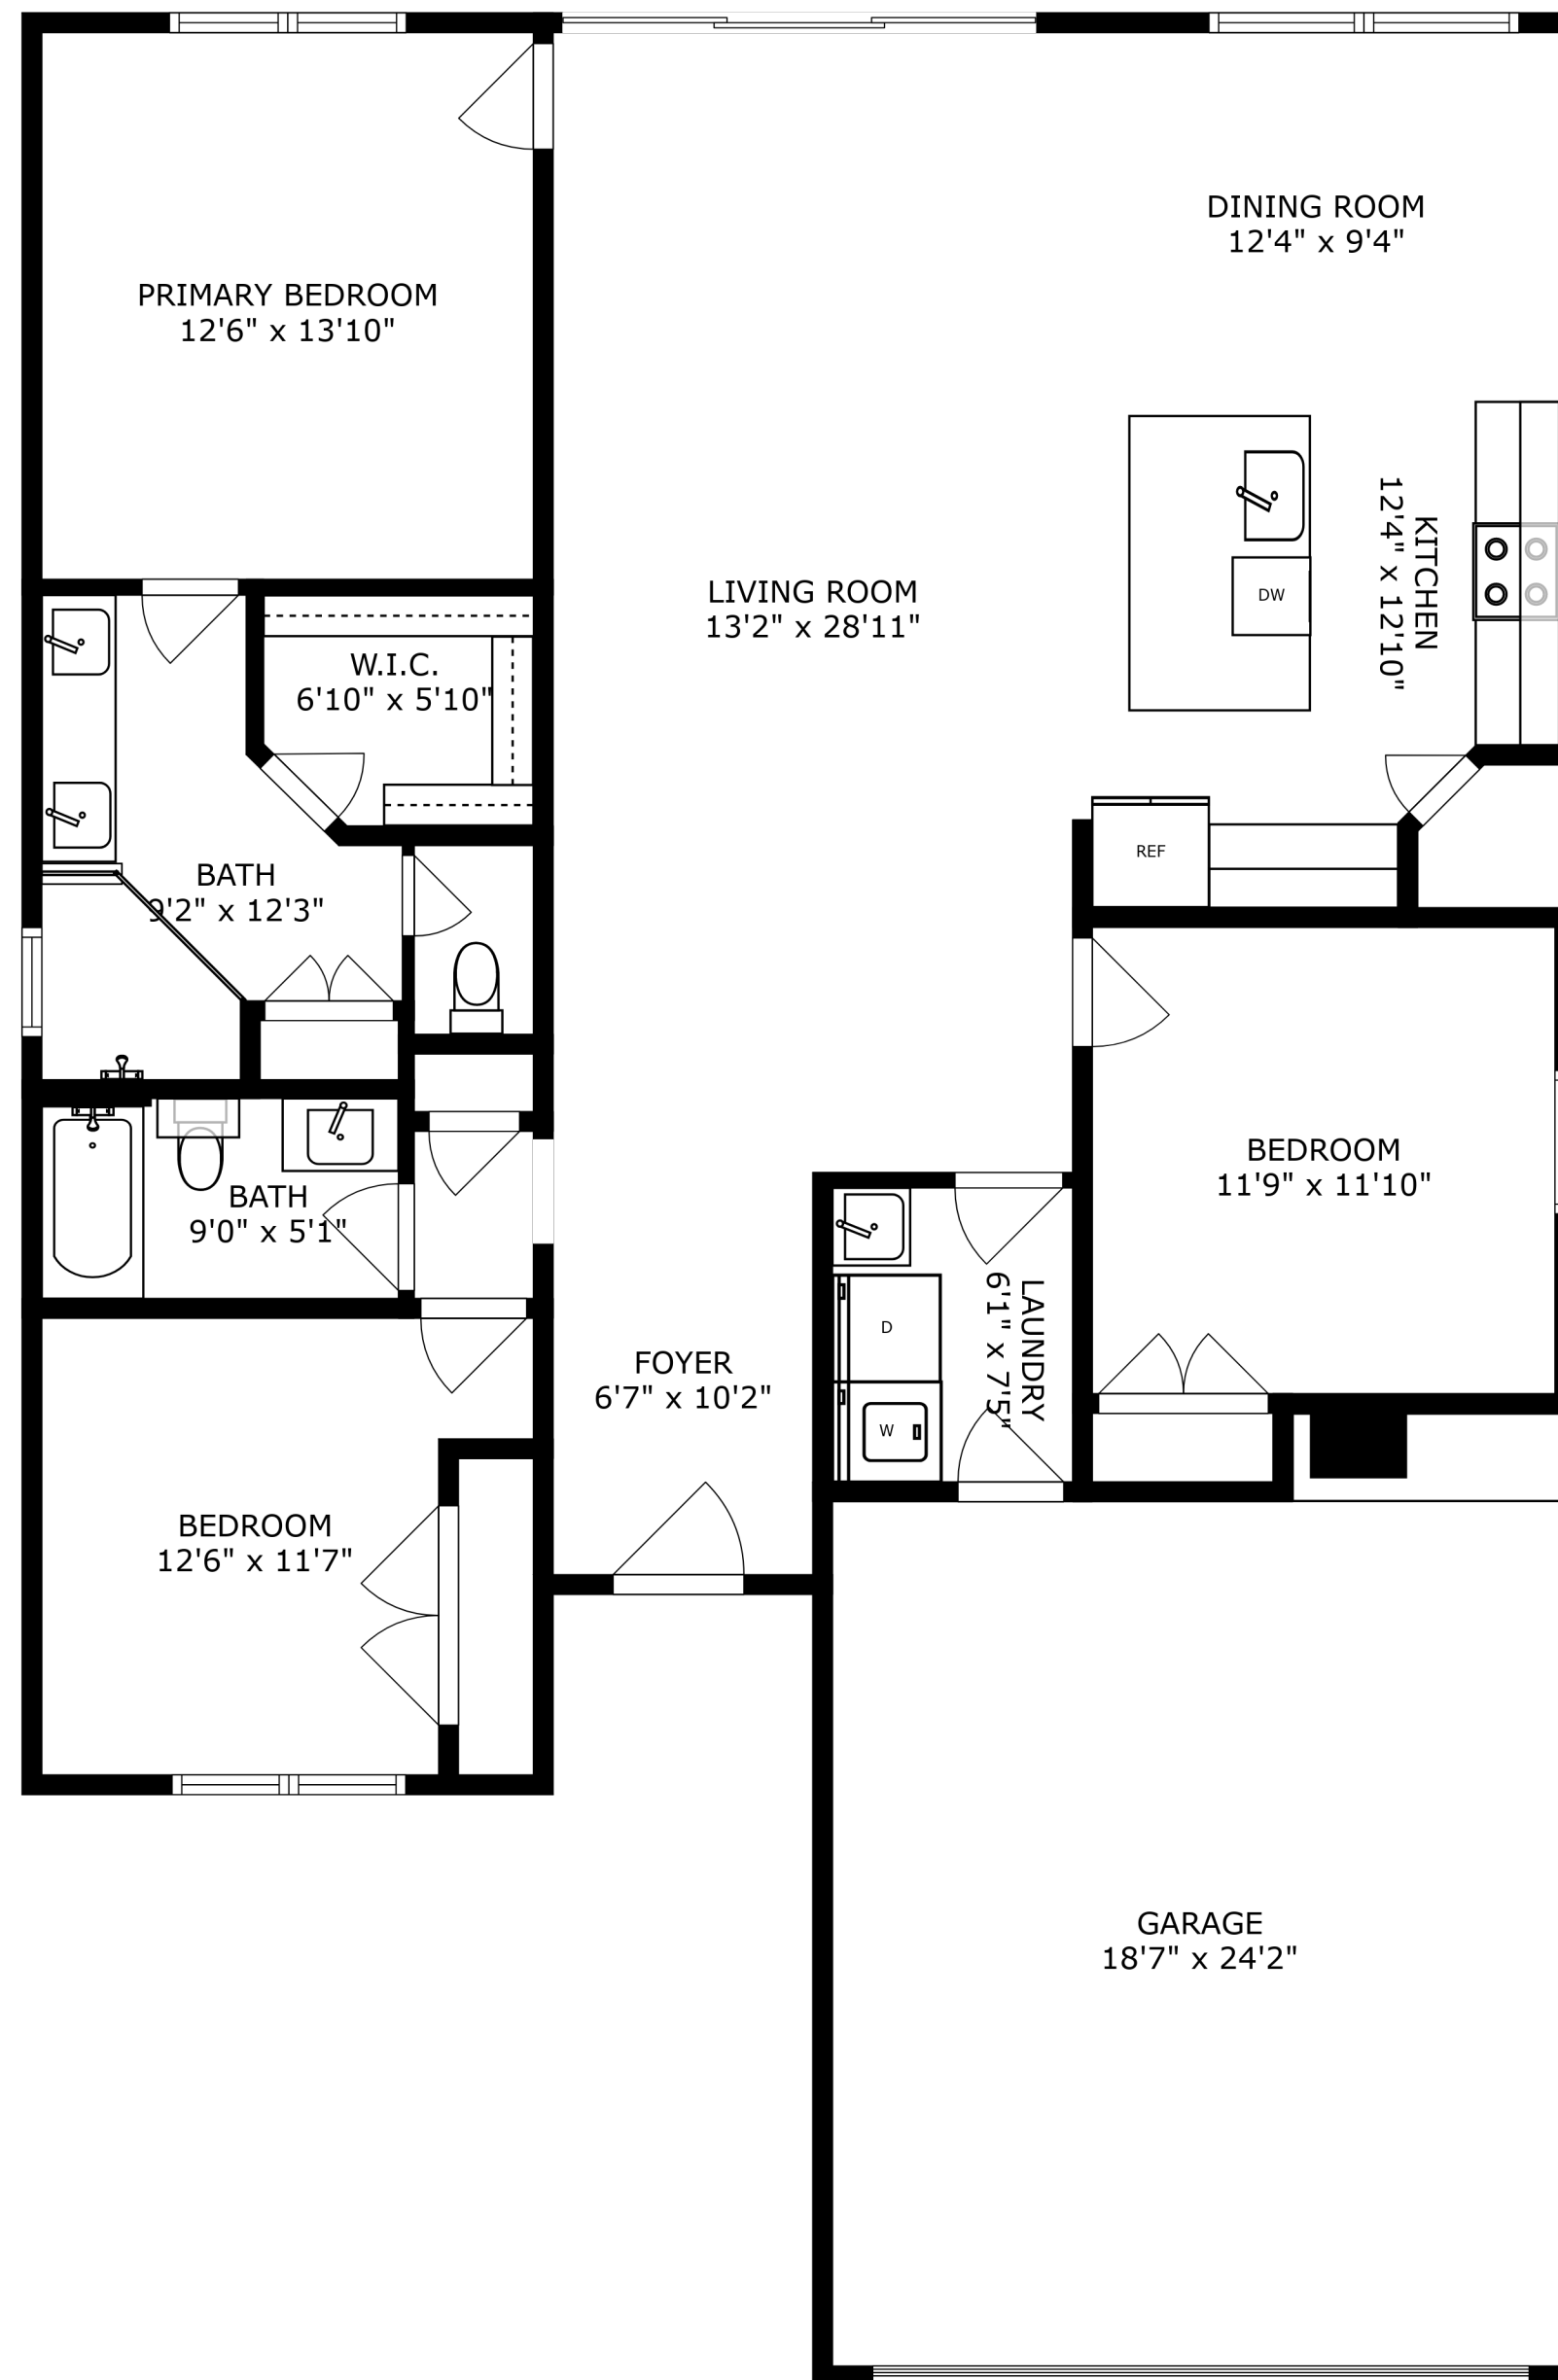 DINING ROOM
12'4" x 9'4"
PRIMARY BEDROOM
12'6" x 13'10"
KITCHEN
12'4" x 12'10"
LIVING ROOM
13'2" x 28'11"
DW
W.I.C.
6'10" x 5'10"
REF
BATH
9'2" x 12'3"
BEDROOM
11'9" x 11'10"
BATH
9'0" x 5'1"
LAUNDRY
6'1" x 7'5"
D
FOYER
6'7" x 10'2"
W
BEDROOM
12'6" x 11'7"
GARAGE
18'7" x 24'2"